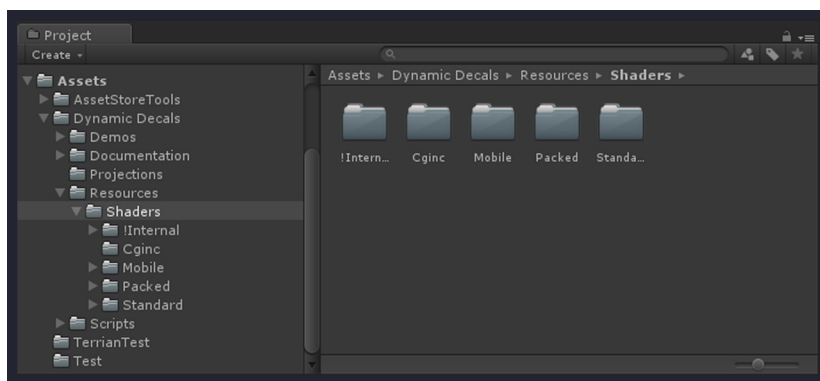 Project
Create
Assets
AssetStoreTools
Dynamic Decals
Demos
Documentation
Projections
Resources
Shaders
!Internal
Cginc
Mobile
Packed
Standard
Scripts
TerrianTest
Test
Assets ▸ Dynamic Decals ▸ Resources ▸ Shaders ▸
!Intern... Cginc Mobile Packed Standa...